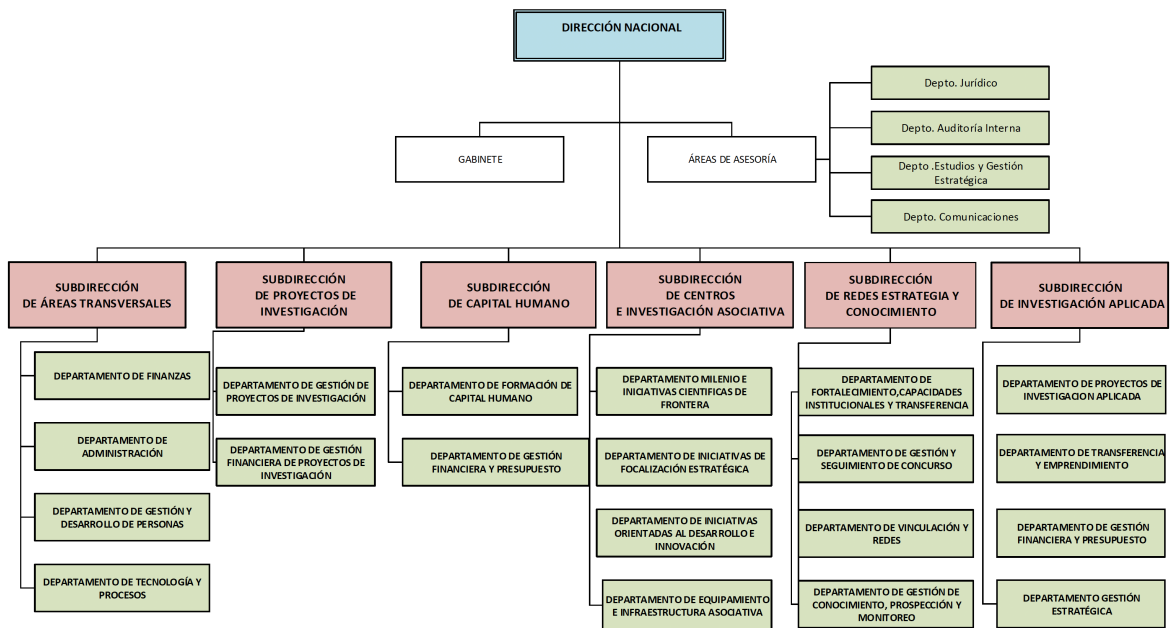 DIRECCIÓN NACIONAL
Depto. Jurídico
Depto. Auditoría Interna
GABINETE
ÁREAS DE ASESORÍA
Depto .Estudios y Gestión
Estratégica
Depto. Comunicaciones
SUBDIRECCIÓN
DE ÁREAS TRANSVERSALES
SUBDIRECCIÓN
DE PROYECTOS DE
INVESTIGACIÓN
SUBDIRECCIÓN
DE CAPITAL HUMANO
SUBDIRECCIÓN
DE CENTROS
E INVESTIGACIÓN ASOCIATIVA
SUBDIRECCIÓN
DE REDES ESTRATEGIA Y
CONOCIMIENTO
SUBDIRECCIÓN
DE INVESTIGACIÓN APLICADA
DEPARTAMENTO DE FINANZAS
DEPARTAMENTO DE
ADMINISTRACIÓN
DEPARTAMENTO DE GESTIÓN Y
DESARROLLO DE PERSONAS
DEPARTAMENTO DE TECNOLOGÍA Y
PROCESOS
DEPARTAMENTO DE GESTIÓN DE
PROYECTOS DE INVESTIGACIÓN
DEPARTAMENTO DE GESTIÓN
FINANCIERA DE PROYECTOS DE
INVESTIGACIÓN
DEPARTAMENTO DE FORMACIÓN DE
CAPITAL HUMANO
DEPARTAMENTO DE GESTIÓN
FINANCIERA Y PRESUPUESTO
DEPARTAMENTO MILENIO E
INICIATIVAS CIENTIFICAS DE
FRONTERA
DEPARTAMENTO DE INICIATIVAS DE
FOCALIZACIÓN ESTRATÉGICA
DEPARTAMENTO DE INICIATIVAS
ORIENTADAS AL DESARROLLO E
INNOVACIÓN
DEPARTAMENTO DE EQUIPAMIENTO
E INFRAESTRUCTURA ASOCIATIVA
DEPARTAMENTO DE
FORTALECIMIENTO,CAPACIDADES
INSTITUCIONALES Y TRANSFERENCIA
DEPARTAMENTO DE GESTIÓN Y
SEGUIMIENTO DE CONCURSO
DEPARTAMENTO DE VINCULACIÓN Y
REDES
DEPARTAMENTO DE GESTIÓN DE
CONOCIMIENTO, PROSPECCIÓN Y
MONITOREO
DEPARTAMENTO DE PROYECTOS DE
INVESTIGACION APLICADA
DEPARTAMENTO DE TRANSFERENCIA
Y EMPRENDIMIENTO
DEPARTAMENTO DE GESTIÓN
FINANCIERA Y PRESUPUESTO
DEPARTAMENTO GESTIÓN
ESTRATÉGICA